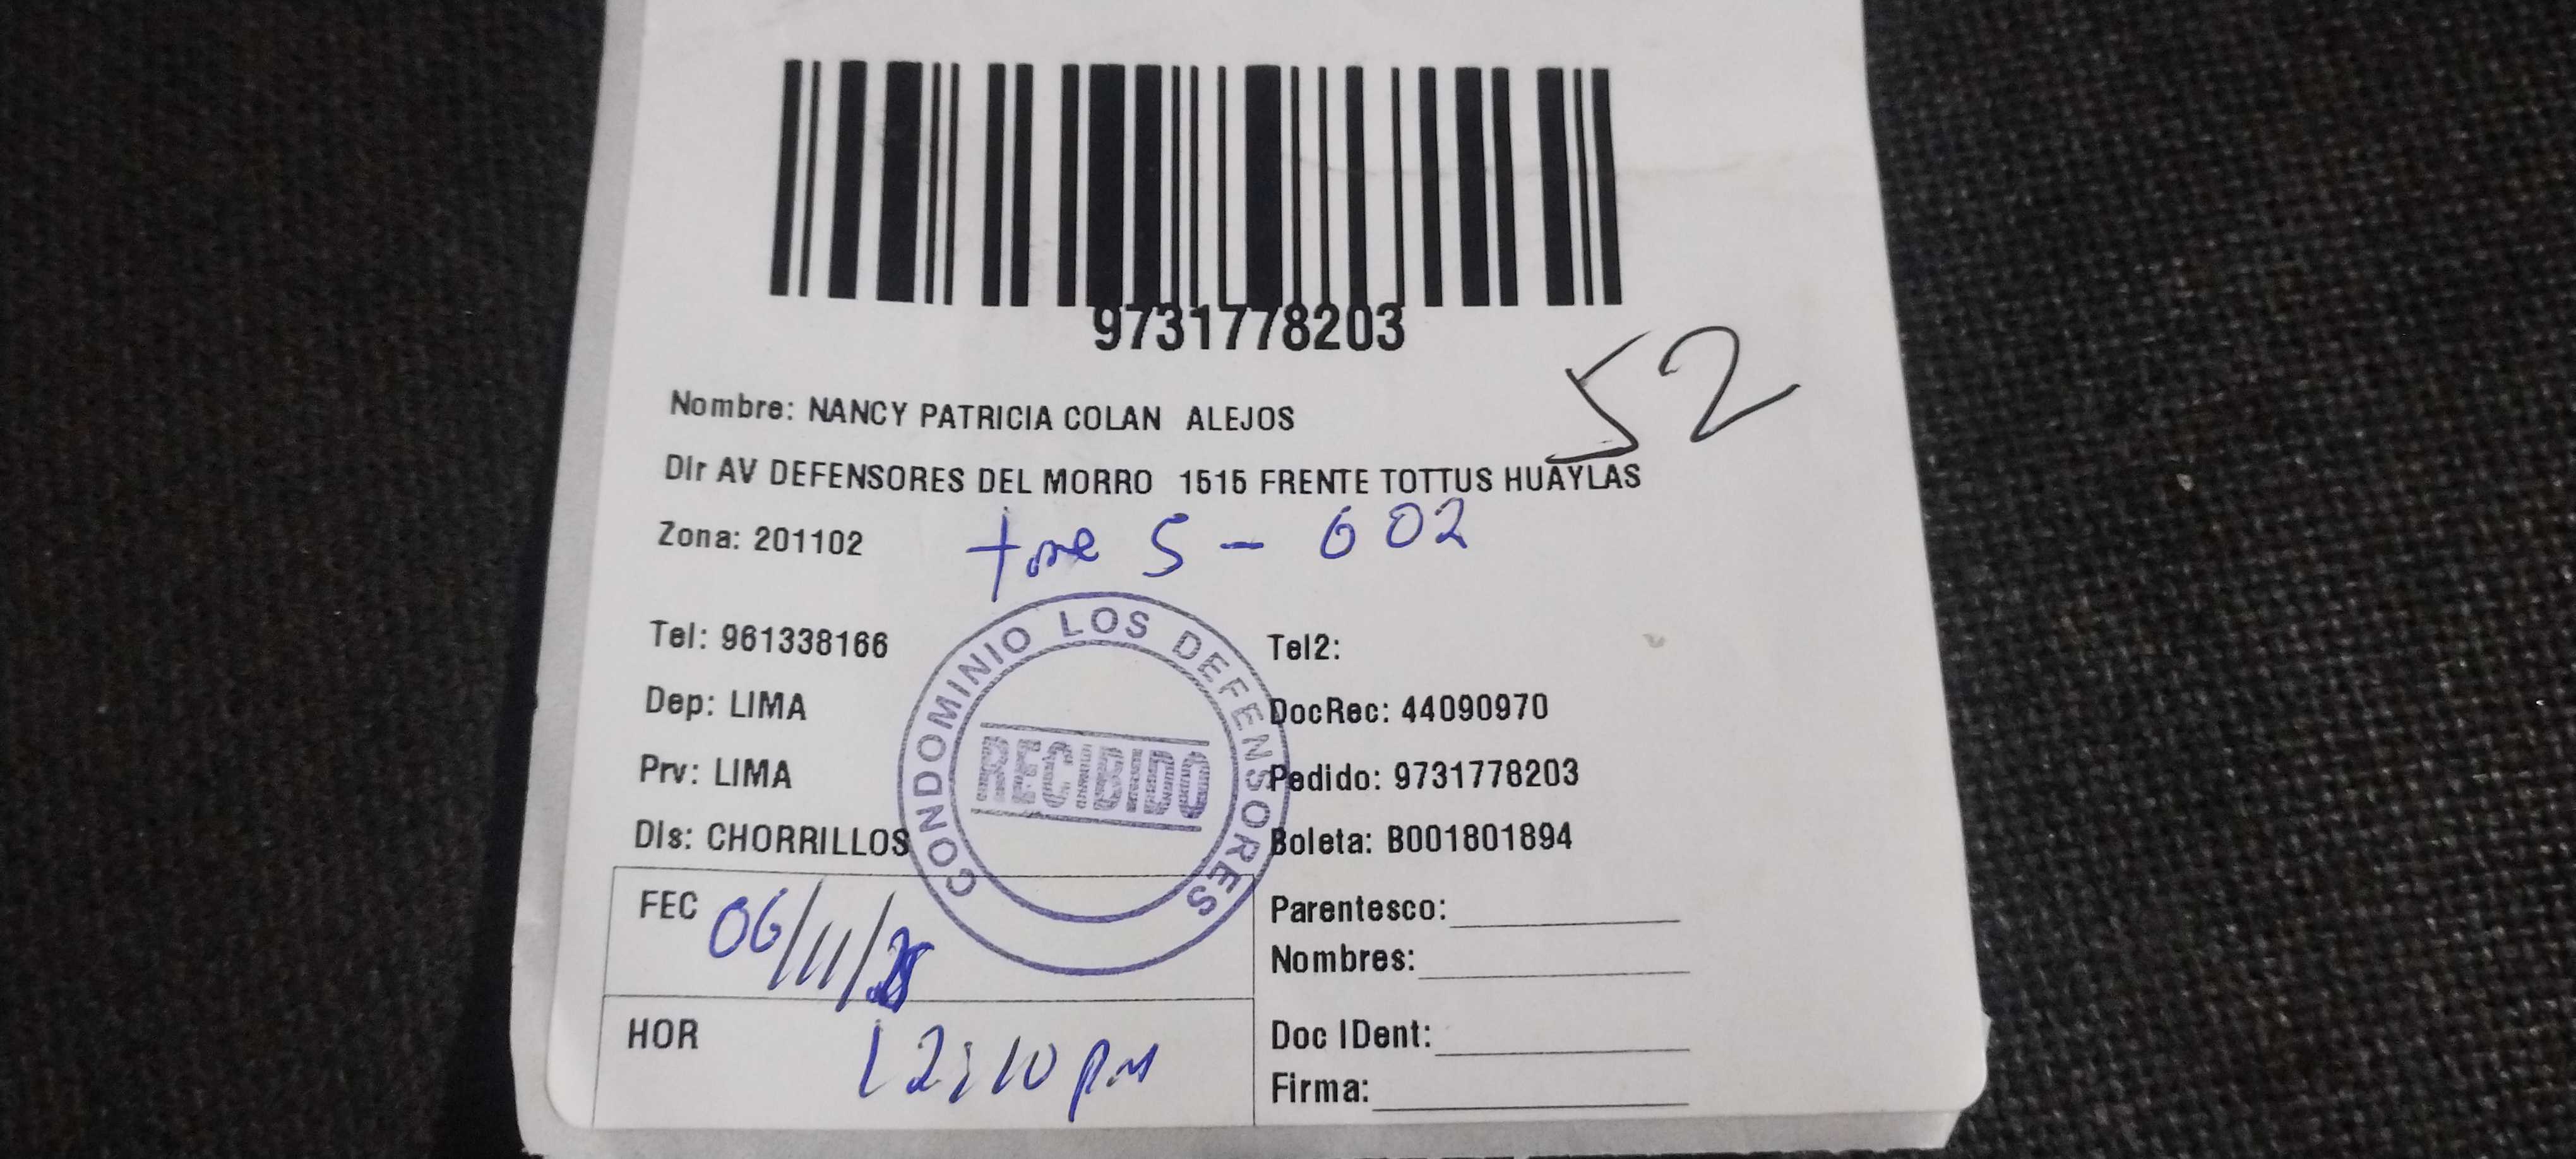 9731778203
52
Nombre: NANCY PATRICIA COLAN ALEJOS
Dir AV DEFENSORES DEL MORRO 1515 FRENTE TOTTUS HUAYLAS
Zona: 201102
torre 5 - 602
Tel: 961338166 Tel2:
Dep: LIMA DocRec: 44090970
Prv: LIMA Pedido: 9731778203
Dis: CHORRILLOS Boleta: B001801894
CONDOMINIO LOS DEFENSORES
RECIBIDO
FEC 06/11/
HOR 12:10 pm
Parentesco:
Nombres:
Doc IDent:
Firma: